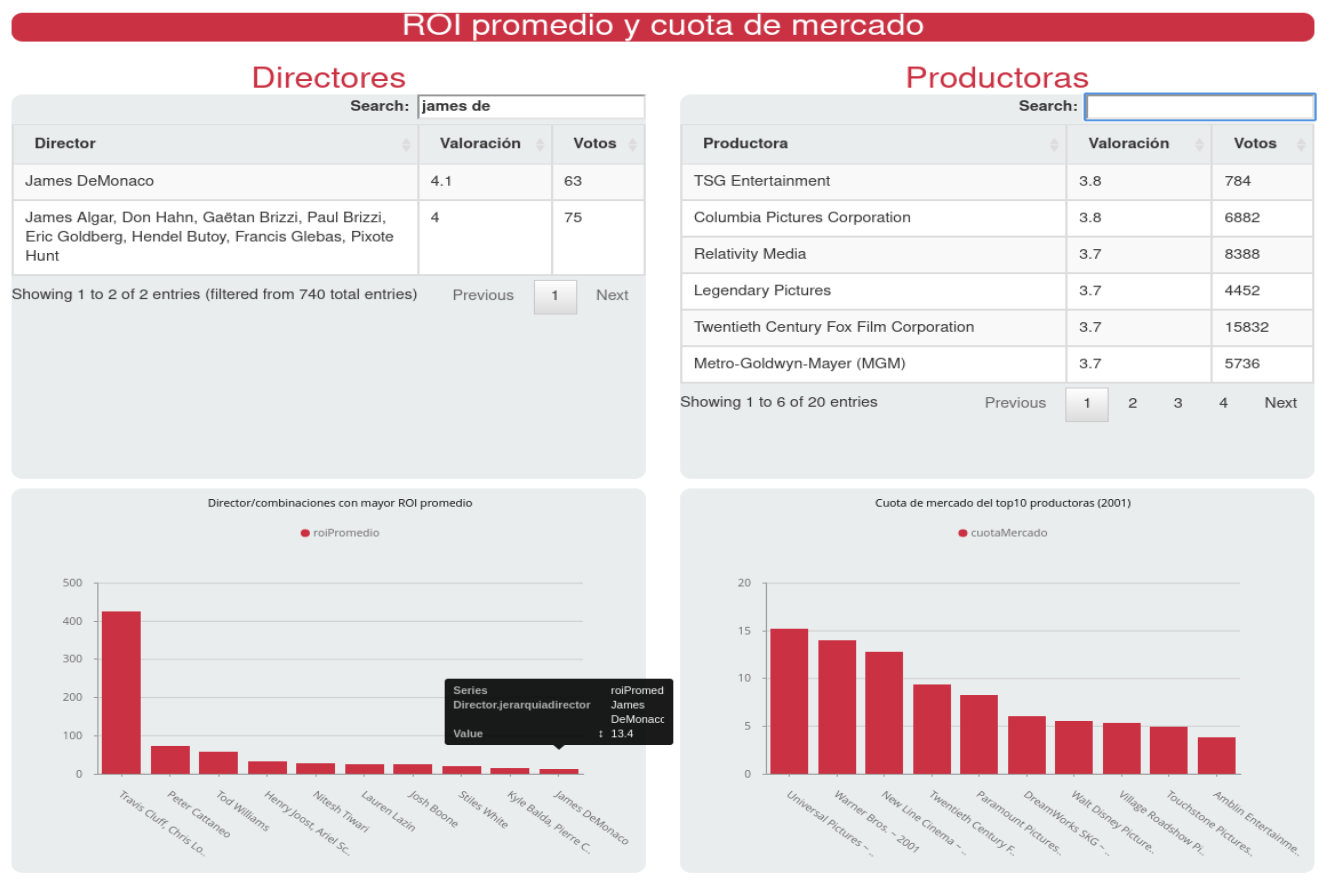 ROI promedio y cuota de mercado
Directores
Search: james de
Director Valoración Votos
James DeMonaco 4.1 63
James Algar, Don Hahn, Gaëtan Brizzi, Paul Brizzi, 4 75
Eric Goldberg, Hendel Butoy, Francis Glebas, Pixote
Hunt
Showing 1 to 2 of 2 entries (filtered from 740 total entries) Previous 1 Next
Productoras
Search:
Productora Valoración Votos
TSG Entertainment 3.8 784
Columbia Pictures Corporation 3.8 6882
Relativity Media 3.7 8388
Legendary Pictures 3.7 4452
Twentieth Century Fox Film Corporation 3.7 15832
Metro-Goldwyn-Mayer (MGM) 3.7 5736
Showing 1 to 6 of 20 entries Previous 1 2 3 4 Next
Director/combinaciones con mayor ROI promedio
roiPromedio
500
400
300
200
100
0
Series roiPromed
Director.jerarquiadirector James
DeMonaco
Value : 13.4
Travis Cluff, Chris Lo..
Peter Cattaneo
Tod Williams
Henry Joost, Ariel Sc..
Nitesh Tiwari
Lauren Lazin
Josh Boone
Stiles White
Kyle Balda, Pierre C..
James DeMonaco
Cuota de mercado del top10 productoras (2001)
cuotaMercado
20
15
10
5
0
Universal Pictures – ..
Warner Bros. – 2001
New Line Cinema – ..
Twentieth Century F..
Paramount Pictures..
DreamWorks SKG – ..
Walt Disney Picture..
Village Roadshow Pi..
Touchstone Pictures..
Amblin Entertainme..